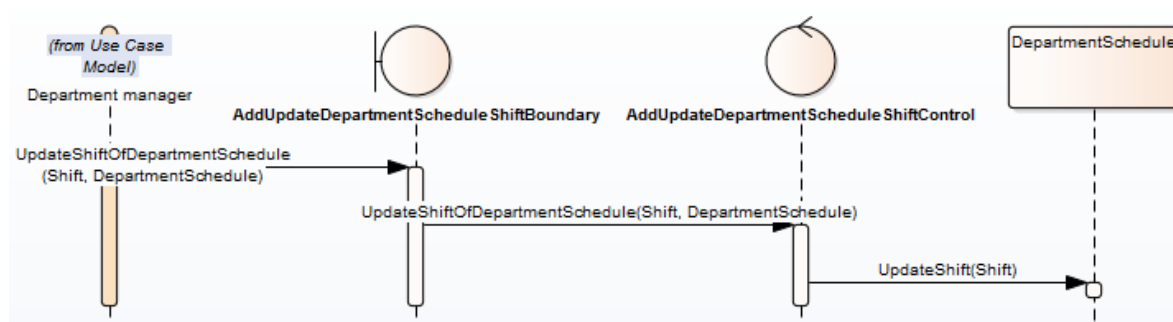 (from Use Case
Model)
Department manager
DepartmentSchedule
AddUpdateDepartmentScheduleShiftBoundary
AddUpdateDepartmentScheduleShiftControl
UpdateShiftOfDepartmentSchedule
(Shift, DepartmentSchedule)
UpdateShiftOfDepartmentSchedule(Shift, DepartmentSchedule)
UpdateShift(Shift)